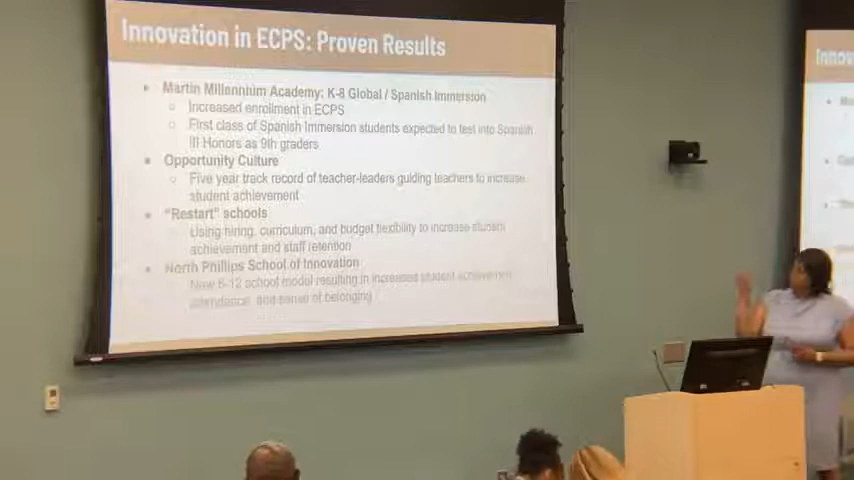 Innovation in ECPS: Proven Results
Martin Millennium Academy: K-8 Global / Spanish Immersion
Increased enrollment in ECPS
First class of Spanish Immersion students expected to test into Spanish
III Honors as 9th graders
Opportunity Culture
Five year track record of teacher-leaders guiding teachers to increase
student achievement
"Restart" schools
Using hiring, curriculum, and budget flexibility to increase student
achievement and staff retention
North Phillips School of Innovation
New 6-12 school model resulting in increased student achievement,
attendance, and sense of belonging
Innov